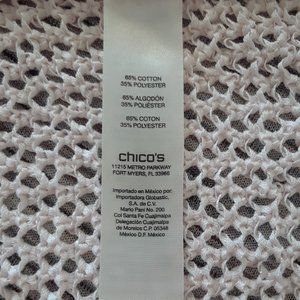 65% COTTON
35% POLYESTER
65% ALGODÓN
35% POLIÉSTER
65% COTON
35% POLYESTER
chico's
11215 METRO PARKWAY
FORT MYERS, FL 33966
Importado en México por:
Importadora Globastic,
S.A. de C.V.
Mario Pani No. 200
Col Santa Fe Cuajimalpa
Delegación Cuajimalpa
de Morelos C.P. 05348
México D.F. México